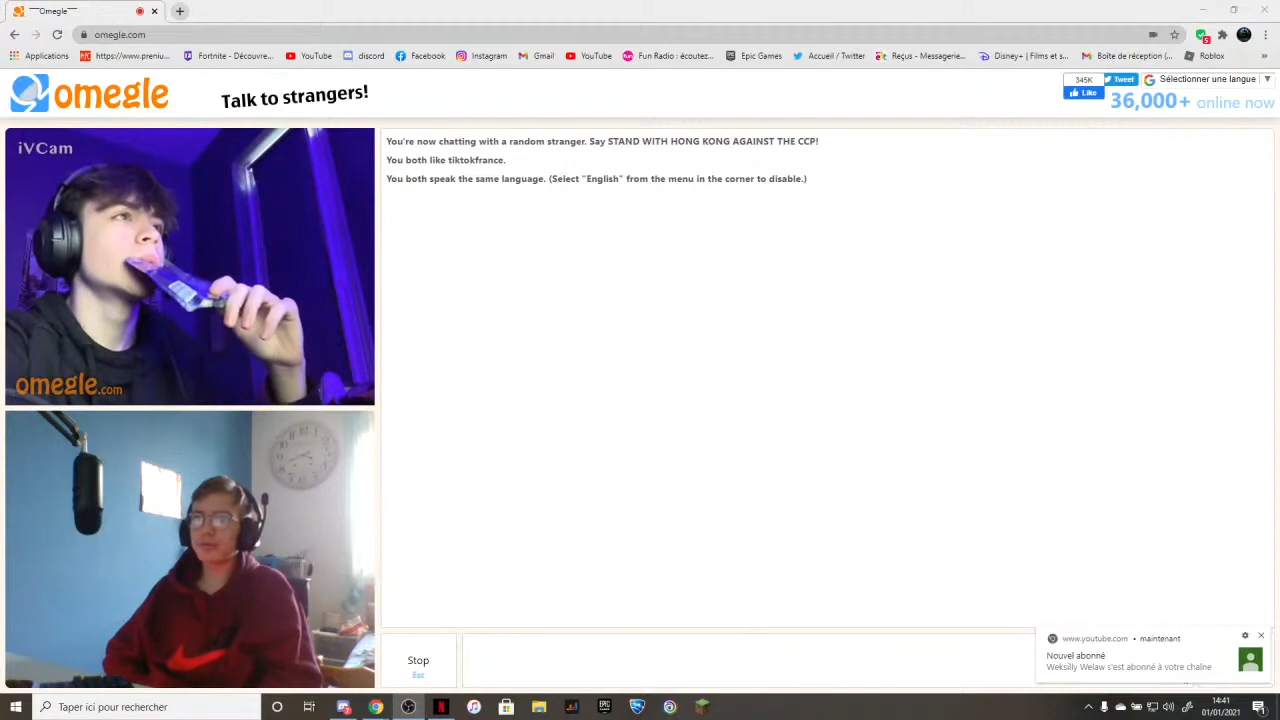 Omegle
omegle.com
Applications
https://www.preniu...
Fortnite - Découvre...
YouTube
discord
Facebook
Instagram
Gmail
YouTube
Fun Radio : écoutez...
Epic Games
Accueil / Twitter
Reçus - Messagerie...
Disney+ | Films et s...
Boîte de réception (...
Roblox
omegle
Talk to strangers!
345K
Like
Tweet
Sélectionner une langue
36,000+ online now
iVCam
omegle.com
You're now chatting with a random stranger. Say STAND WITH HONG KONG AGAINST THE CCP!
You both like tiktokfrance.
You both speak the same language. (Select "English" from the menu in the corner to disable.)
Stop
Esc
www.youtube.com • maintenant
Nouvel abonné
Weksilly Welaw s'est abonné à votre chaîne
Taper ici pour rechercher
14:41
01/01/2021